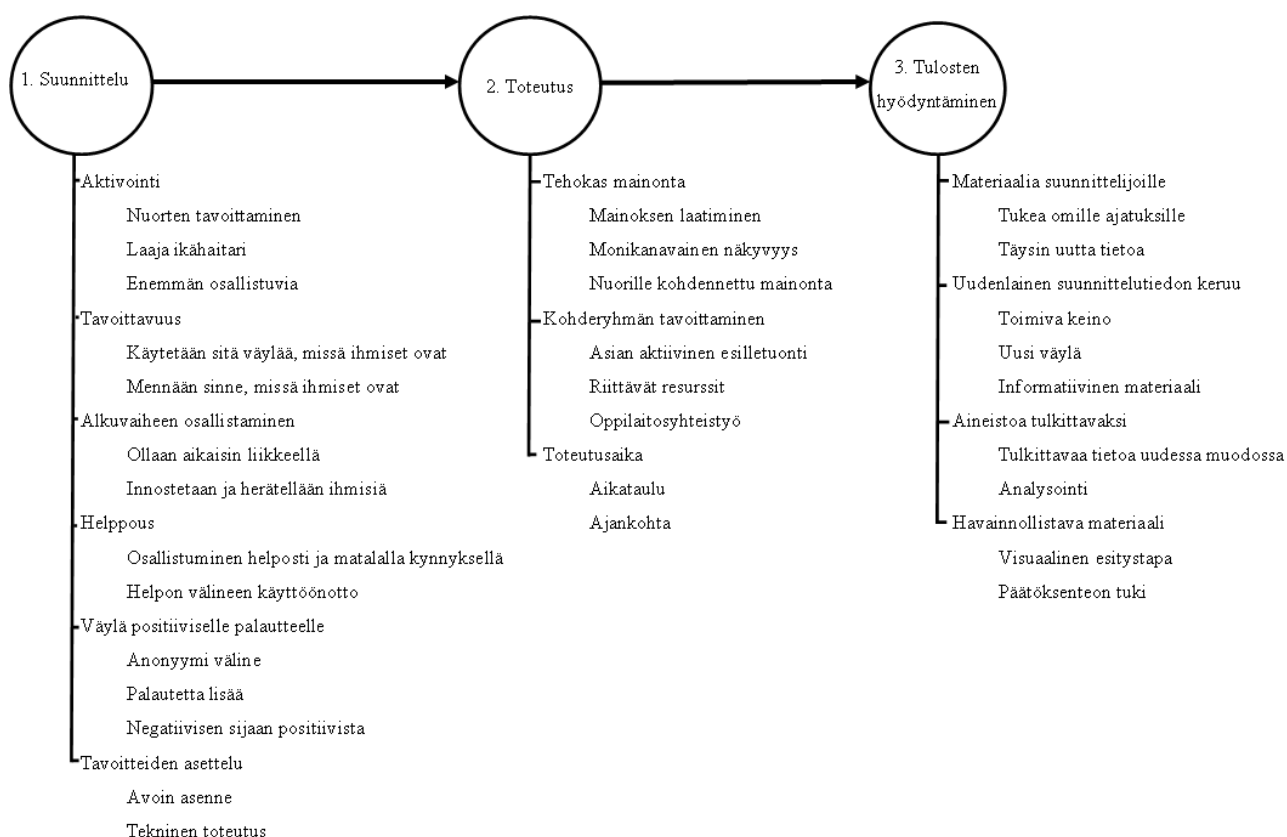 1. Suunnittelu
Aktivointi
Nuorten tavoittaminen
Laaja ikähaitari
Enemmän osallistuvia
Tavoittavuus
Käytetään sitä väylää, missä ihmiset ovat
Mennään sinne, missä ihmiset ovat
Alkuvaiheen osallistaminen
Ollaan aikaisin liikkeellä
Innostetaan ja herätellään ihmisiä
Helppous
Osallistuminen helposti ja matalalla kynnyksellä
Helpon välineen käyttöönotto
Väylä positiiviselle palautteelle
Anonyymi väline
Palautetta lisää
Negatiivisen sijaan positiivista
Tavoitteiden asettelu
Avoin asenne
Tekninen toteutus
2. Toteutus
Tehokas mainonta
Mainoksen laatiminen
Monikanavainen näkyvyys
Nuorille kohdennettu mainonta
Kohderyhmän tavoittaminen
Asian aktiivinen esilletuonti
Riittävät resurssit
Oppilaitosyhteistyö
Toteutusaika
Aikataulu
Ajankohta
3. Tulosten
hyödyntäminen
Materiaalia suunnittelijoille
Tukea omille ajatuksille
Täysin uutta tietoa
Uudenlainen suunnittelutiedon keruu
Toimiva keino
Uusi väylä
Informatiivinen materiaali
Aineistoa tulkittavaksi
Tulkittavaa tietoa uudessa muodossa
Analysointi
Havainnollistava materiaali
Visuaalinen esitystapa
Päätöksenteon tuki